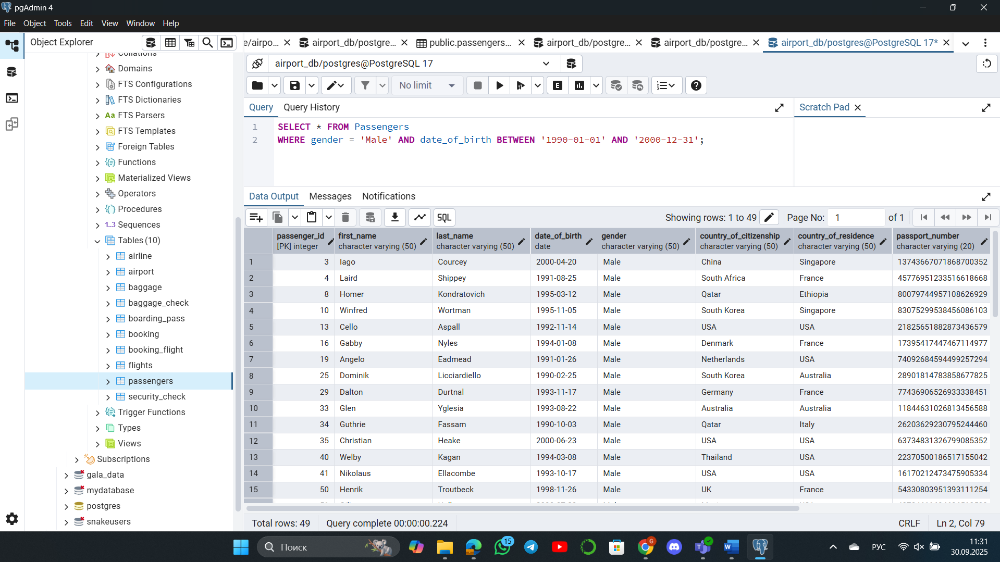 pgAdmin 4
File Object Tools Edit View Window Help
Object Explorer
e/airpo... airport_db/postgre... public.passengers... airport_db/postgre... airport_db/postgre... airport_db/postgres@PostgreSQL 17*
airport_db/postgres@PostgreSQL 17
No limit
E
Query Query History
Scratch Pad
1 SELECT * FROM Passengers
2 WHERE gender = 'Male' AND date_of_birth BETWEEN '1990-01-01' AND '2000-12-31';
Collations
Domains
FTS Configurations
FTS Dictionaries
Aa FTS Parsers
FTS Templates
Foreign Tables
Functions
Materialized Views
Operators
Procedures
1..3 Sequences
Tables (10)
airline
airport
baggage
baggage_check
boarding_pass
booking
booking_flight
flights
passengers
security_check
Trigger Functions
Types
Views
Subscriptions
gala_data
mydatabase
postgres
snakeusers
Data Output Messages Notifications
SQL
Showing rows: 1 to 49 Page No: 1 of 1
passenger_id first_name last_name date_of_birth gender country_of_citizenship country_of_residence passport_number
[PK] integer character varying (50) character varying (50) date character varying (50) character varying (50) character varying (50) character varying (20)
1 3 Iago Courcey 2000-04-20 Male China Singapore 13743667071868700352
2 4 Laird Shippey 1991-08-25 Male South Africa France 45776951233516618668
3 8 Homer Kondratovich 1995-03-12 Male Qatar Ethiopia 80079744957108626929
4 10 Winfred Wortman 1995-11-05 Male South Korea Singapore 83075299538456086103
5 13 Cello Aspall 1992-11-14 Male USA USA 21825651882873436579
6 16 Gabby Nyles 1994-01-08 Male Denmark France 17395417447467114977
7 19 Angelo Eadmead 1991-01-26 Male Netherlands USA 74092684594499257294
8 25 Dominik Licciardiello 1990-02-25 Male South Korea Australia 28901814783858677825
9 29 Dalton Durtnal 1993-11-17 Male Germany France 77436906526933338451
10 33 Glen Yglesia 1993-08-22 Male Australia Australia 11844631026813456588
11 34 Guthrie Fassam 1990-10-03 Male Qatar Italy 26203629230795244460
12 35 Christian Heake 2000-06-23 Male USA USA 63734831326799085352
13 40 Welby Kagan 1994-03-08 Male Thailand USA 22370500186517155042
14 41 Nikolaus Ellacombe 1993-10-17 Male USA USA 16170212473475905334
15 50 Henrik Troutbeck 1998-11-26 Male UK France 54330803951393111254
Total rows: 49 Query complete 00:00:00.224 CRLF Ln 2, Col 79
Поиск
15
G
РУС
11:31
30.09.2025